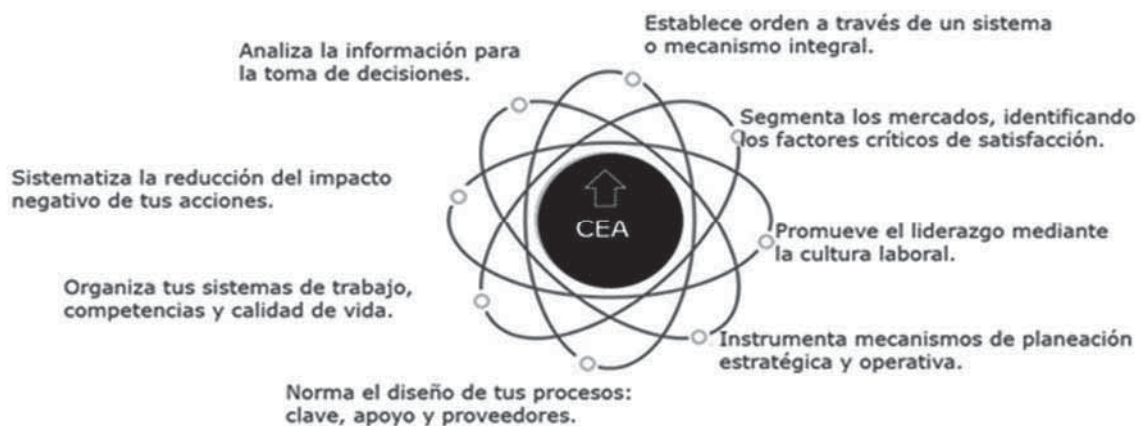 Establece orden a través de un sistema
o mecanismo integral.
Analiza la información para
la toma de decisiones.
Segmenta los mercados, identificando
los factores críticos de satisfacción.
Sistematiza la reducción del impacto
negativo de tus acciones.
CEA
Promueve el liderazgo mediante
la cultura laboral.
Organiza tus sistemas de trabajo,
competencias y calidad de vida.
Instrumenta mecanismos de planeación
estratégica y operativa.
Norma el diseño de tus procesos:
clave, apoyo y proveedores.